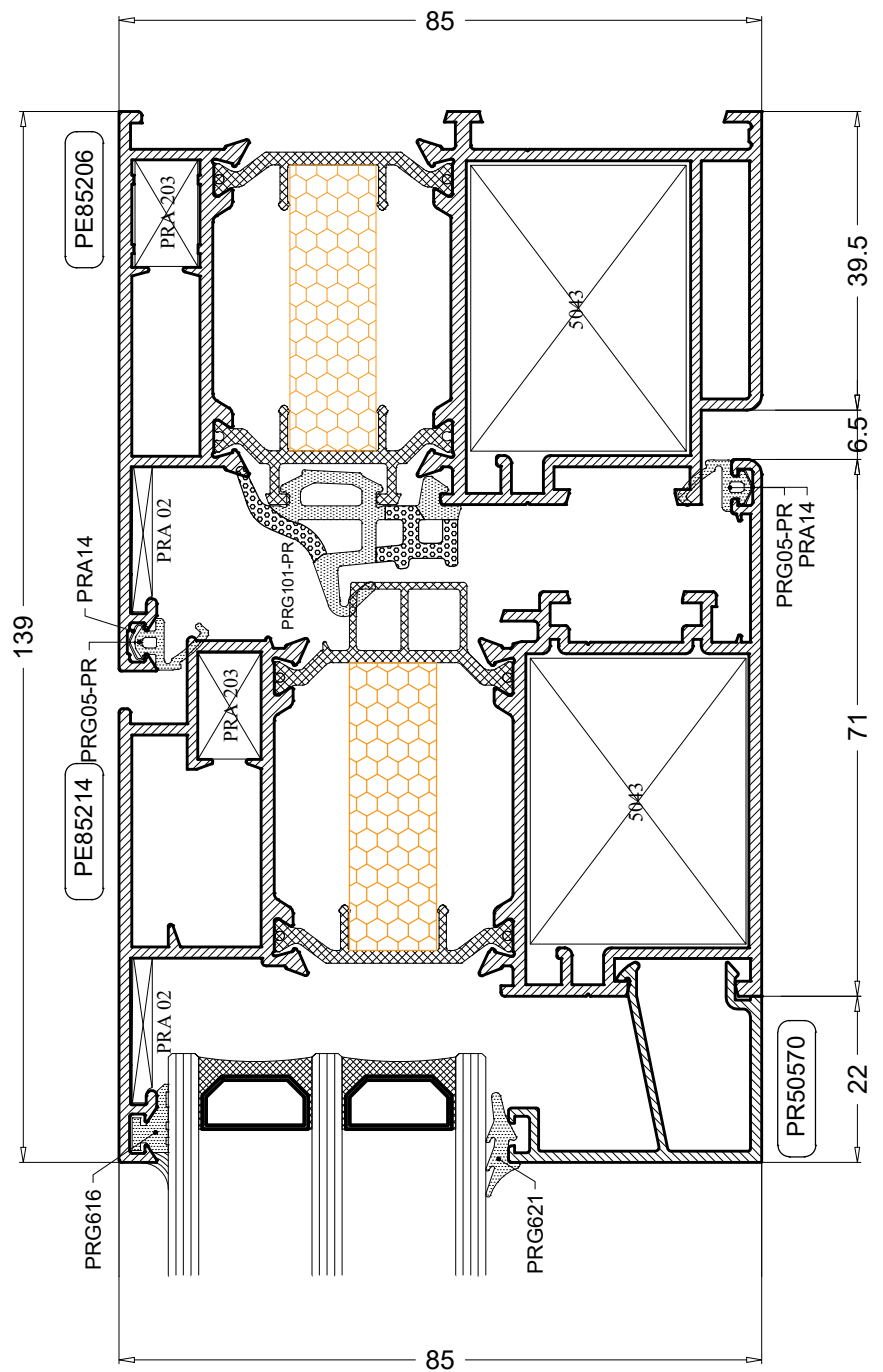 85
PE85206
PRA 203
5043
39.5
6.5
PRA 02
PRA14
PRG05-PR
PRG101-PR
PRG05-PR
PRA14
139
PRA 203
PE85214
5043
71
PRA 02
PR50570
22
PRG616
PRG621
85